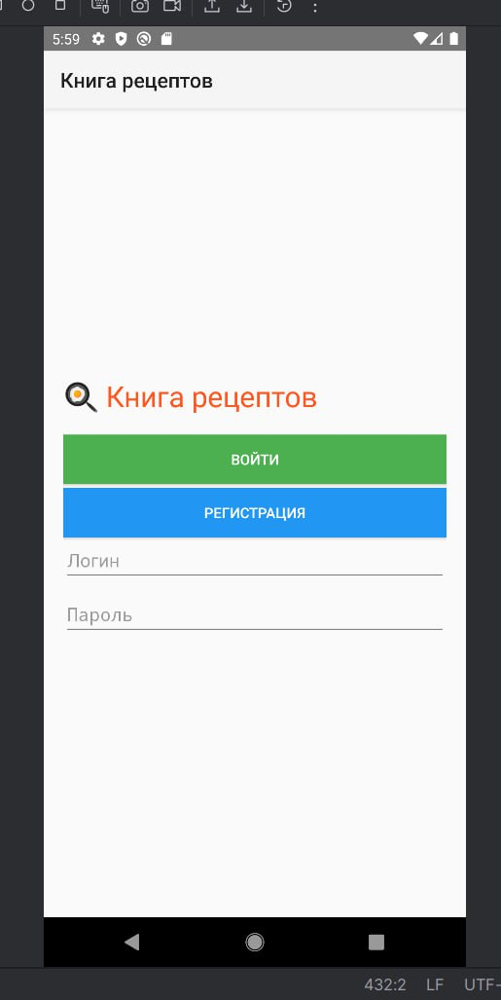 5:59
Книга рецептов
Книга рецептов
ВОЙТИ
РЕГИСТРАЦИЯ
Логин
Пароль
432:2 LF UTF-